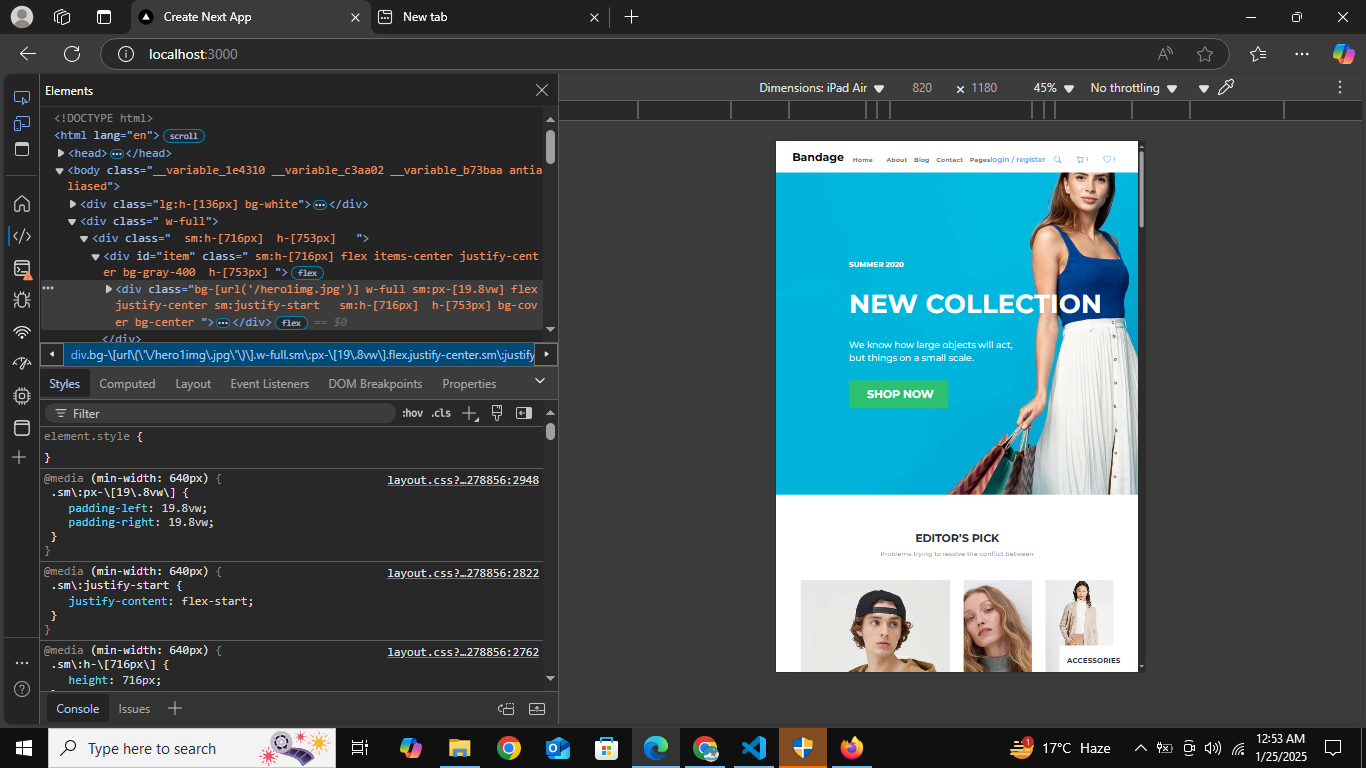 Create Next App
New tab
localhost:3000
Elements
Dimensions: iPad Air
820
×
1180
45%
No throttling
<!DOCTYPE html>
<html lang="en">
scroll
<head>
</head>
<body class="__variable_1e4310 __variable_c3aa02 __variable_b73baa antia
liased">
<div class="lg:h-[136px] bg-white">
</div>
<div class=" w-full">
<div class="  sm:h-[716px]  h-[753px]   ">
<div id="item" class=" sm:h-[716px] flex items-center justify-cent
er bg-gray-400  h-[753px] ">
flex
<div class="bg-[url('/hero1img.jpg')] w-full sm:px-[19.8vw] flex
justify-center sm:justify-start   sm:h-[716px]  h-[753px] bg-cov
er bg-center ">
</div>
flex
== $0
</div>
div.bg-\[url\(\'\/hero1img\.jpg\'\)\].w-full.sm\:px-\[19\.8vw\].flex.justify-center.sm\:justify
Styles
Computed
Layout
Event Listeners
DOM Breakpoints
Properties
Filter
:hov
.cls
element.style {
}
@media (min-width: 640px) {
.sm\:px-\[19\.8vw\] {
layout.css?…278856:2948
padding-left: 19.8vw;
padding-right: 19.8vw;
}
}
@media (min-width: 640px) {
.sm\:justify-start {
layout.css?…278856:2822
justify-content: flex-start;
}
}
@media (min-width: 640px) {
.sm\:h-\[716px\] {
layout.css?…278856:2762
height: 716px;
Console
Issues
Bandage
Home
About
Blog
Contact
Pages
login / register
1
1
SUMMER 2020
NEW COLLECTION
We know how large objects will act,
but things on a small scale.
SHOP NOW
EDITOR’S PICK
Problems trying to resolve the conflict between
ACCESSORIES
Type here to search
1
17°C
Haze
12:53 AM
1/25/2025